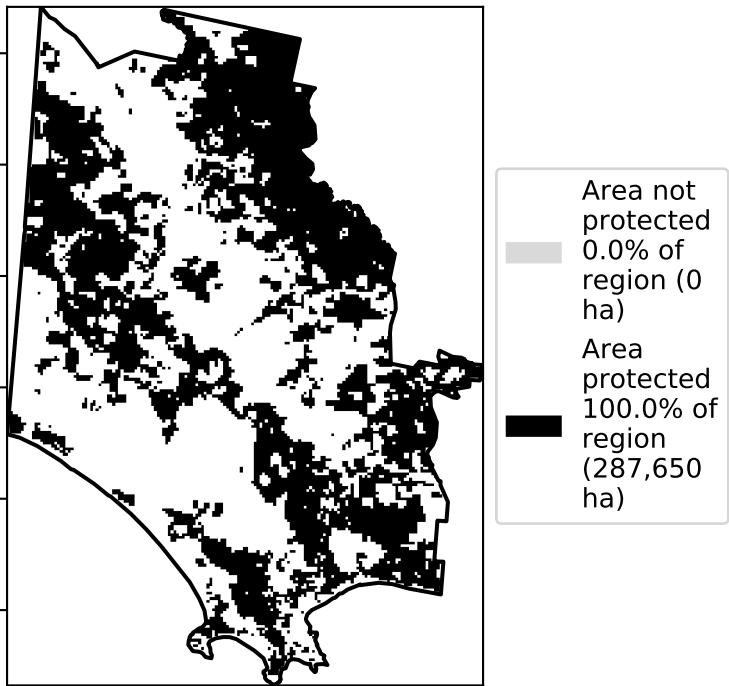 Area not
protected
0.0% of
region (0
ha)
Area
protected
100.0% of
region
(287,650
ha)